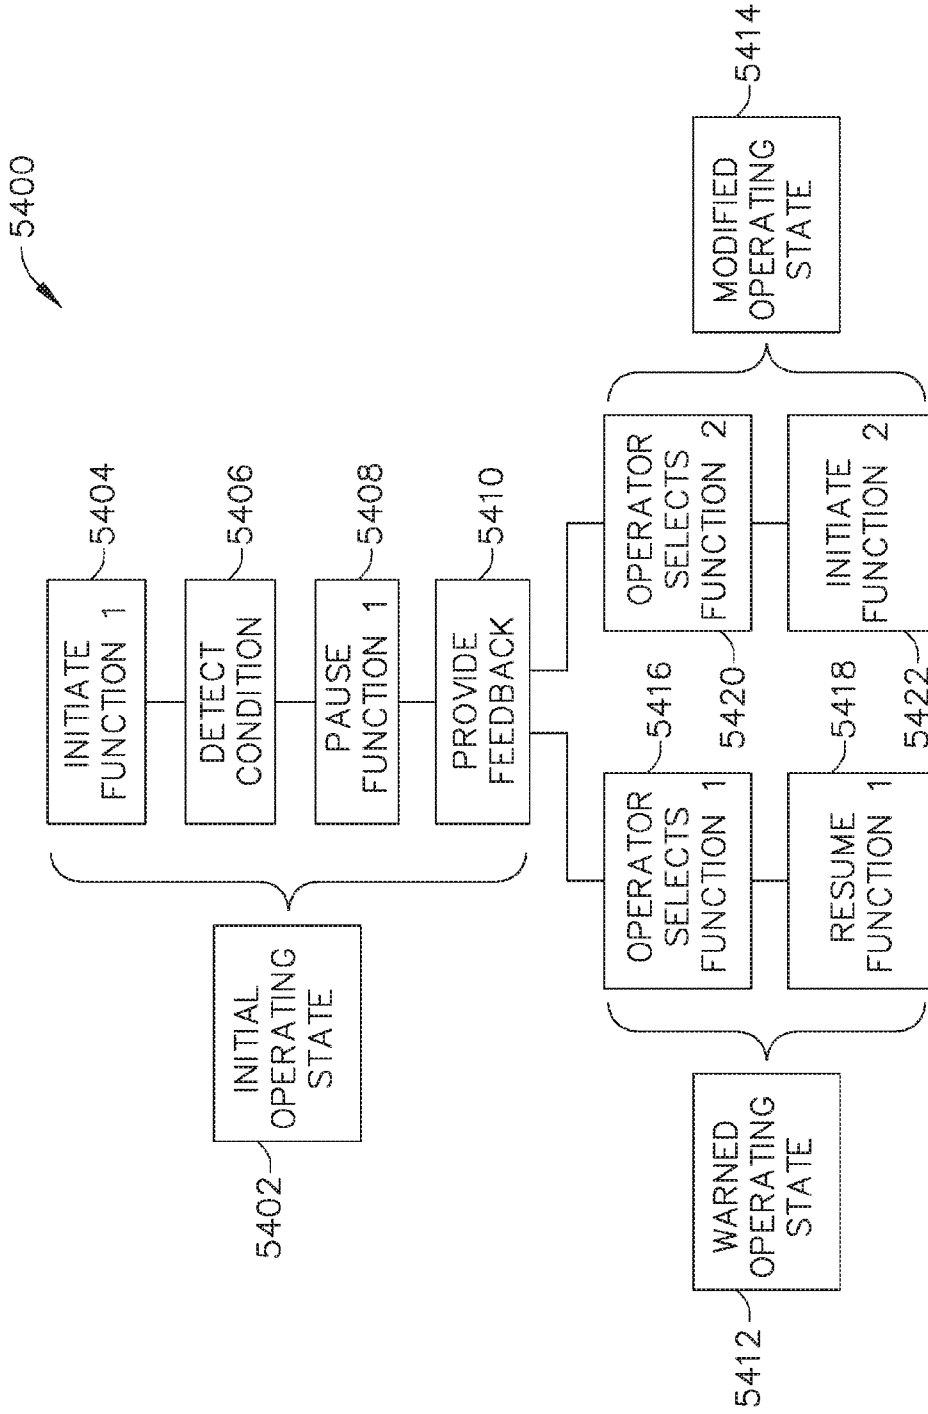 5400
INITIAL
OPERATING
STATE
5402
INITIATE
FUNCTION 1
5404
DETECT
CONDITION
5406
PAUSE
FUNCTION 1
5408
PROVIDE
FEEDBACK
5410
WARNED
OPERATING
STATE
5412
OPERATOR
SELECTS
FUNCTION 1
5416
RESUME
FUNCTION 1
5418
OPERATOR
SELECTS
FUNCTION 2
5420
INITIATE
FUNCTION 2
5422
MODIFIED
OPERATING
STATE
5414